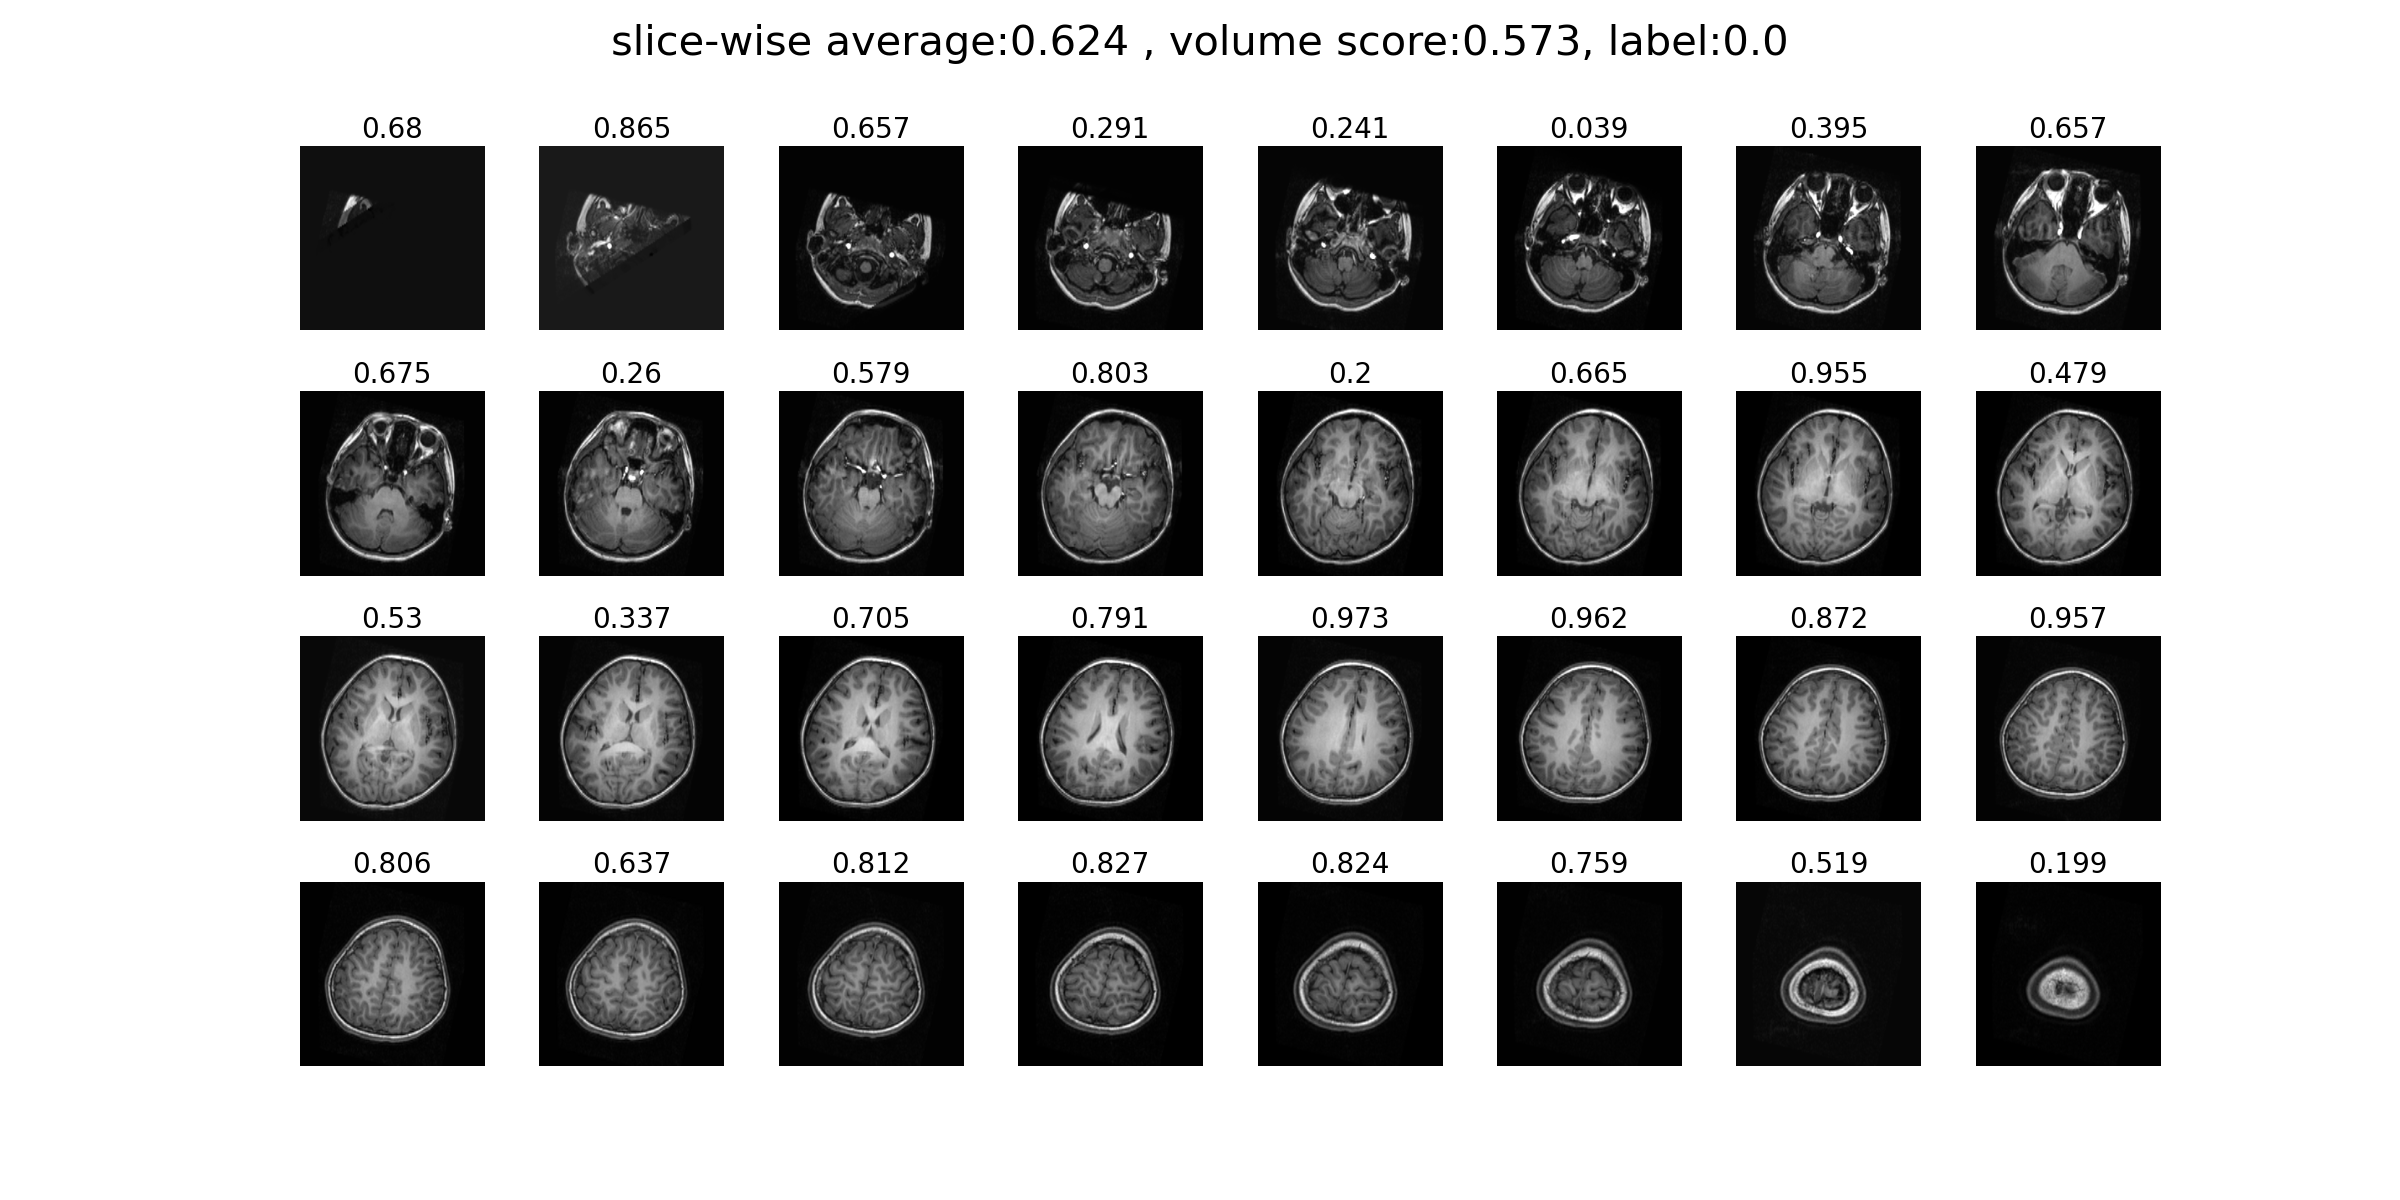 slice-wise average:0.624 , volume score:0.573, label:0.0
0.68 0.865 0.657 0.291 0.241 0.039 0.395 0.657
0.675 0.26 0.579 0.803 0.2 0.665 0.955 0.479
0.53 0.337 0.705 0.791 0.973 0.962 0.872 0.957
0.806 0.637 0.812 0.827 0.824 0.759 0.519 0.199